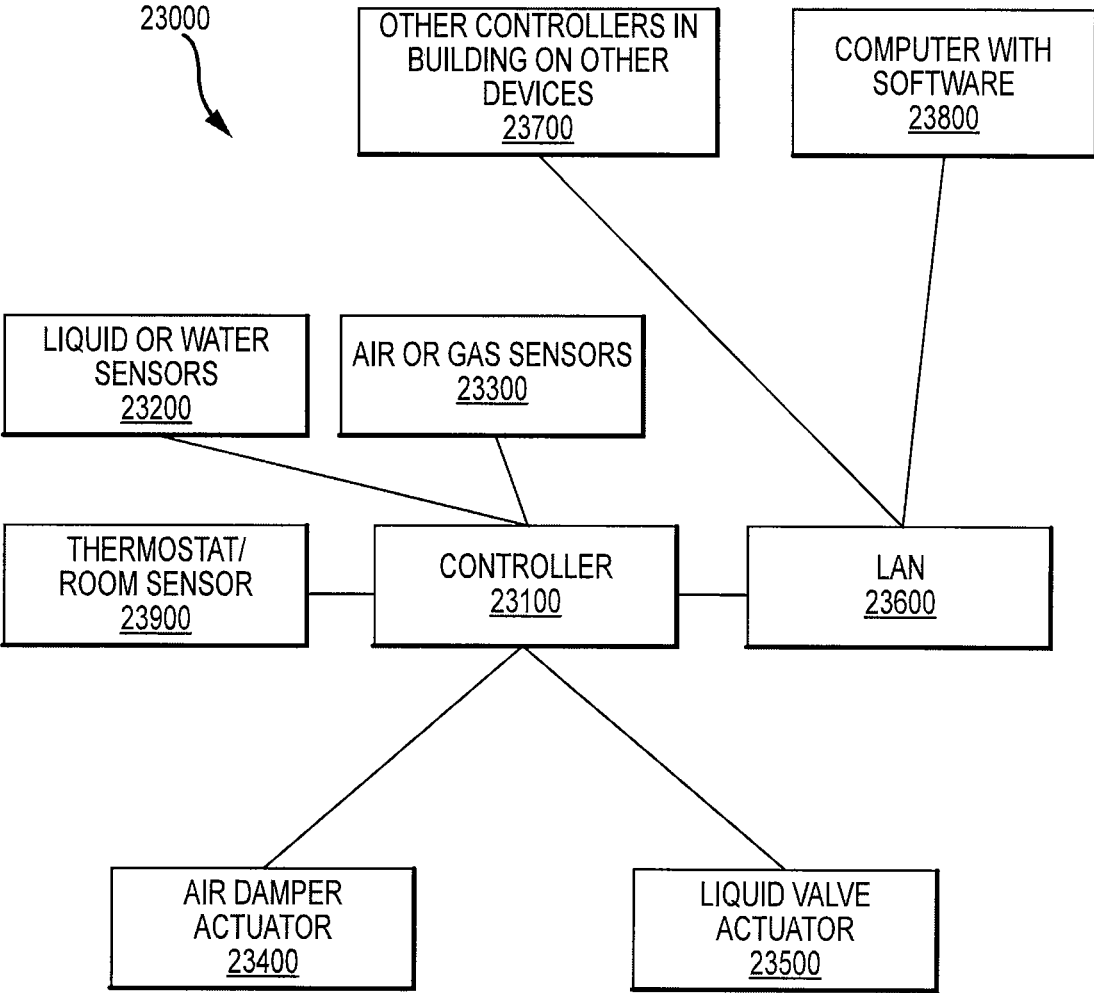 23000
OTHER CONTROLLERS IN
BUILDING ON OTHER
DEVICES
23700
COMPUTER WITH
SOFTWARE
23800
LIQUID OR WATER
SENSORS
23200
AIR OR GAS SENSORS
23300
THERMOSTAT/
ROOM SENSOR
23900
CONTROLLER
23100
LAN
23600
AIR DAMPER
ACTUATOR
23400
LIQUID VALVE
ACTUATOR
23500